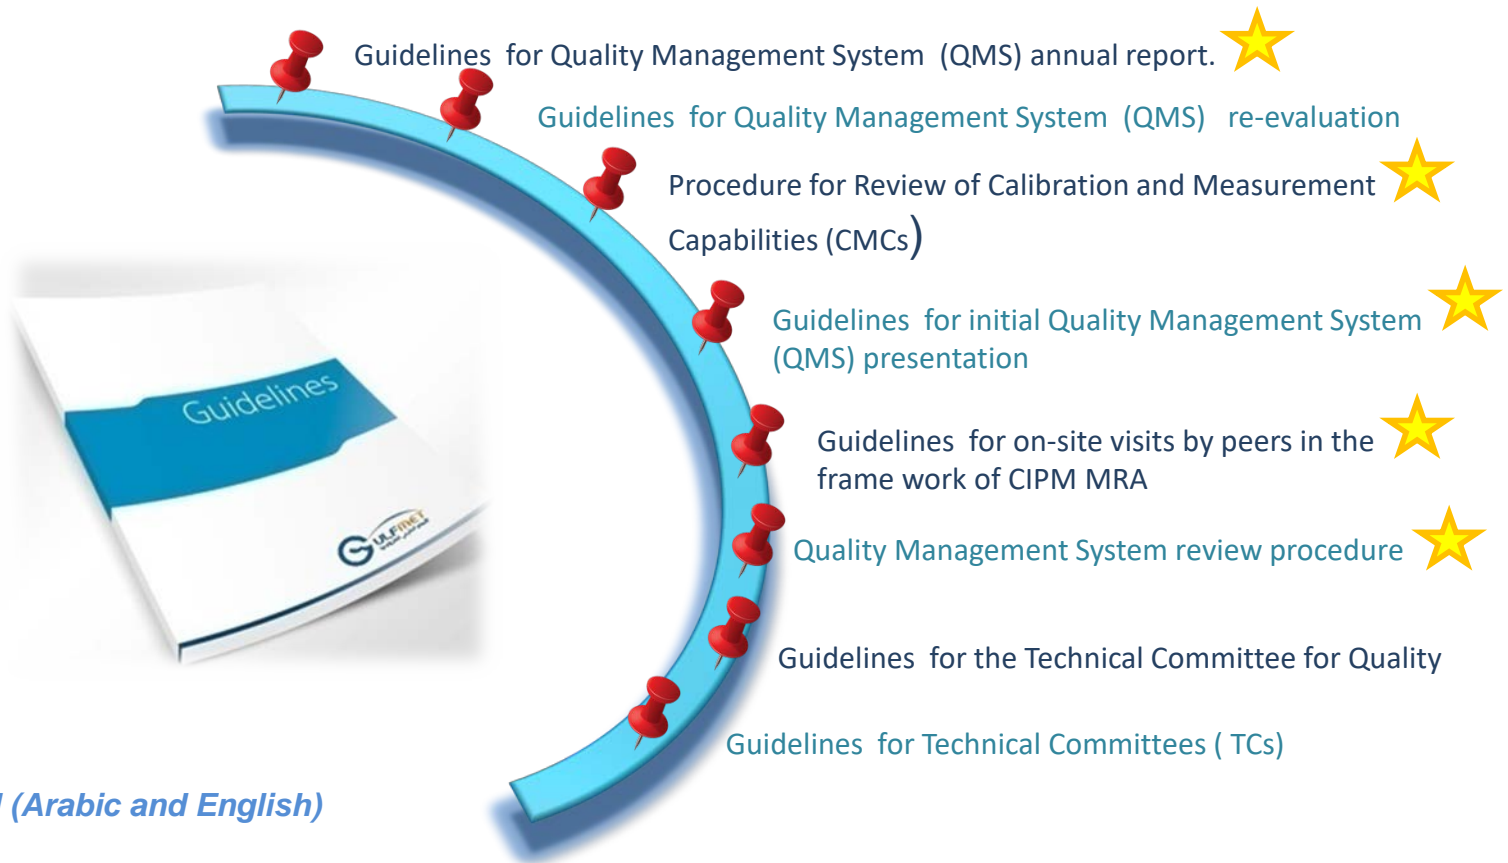 Guidelines for Quality Management System (QMS) annual report.
Guidelines for Quality Management System (QMS) re-evaluation
Procedure for Review of Calibration and Measurement
Capabilities (CMCs)
Guidelines for initial Quality Management System
(QMS) presentation
Guidelines for on-site visits by peers in the
frame work of CIPM MRA
Quality Management System review procedure
Guidelines for the Technical Committee for Quality
Guidelines for Technical Committees ( TCs)
Guidelines
GULFMET
(Arabic and English)